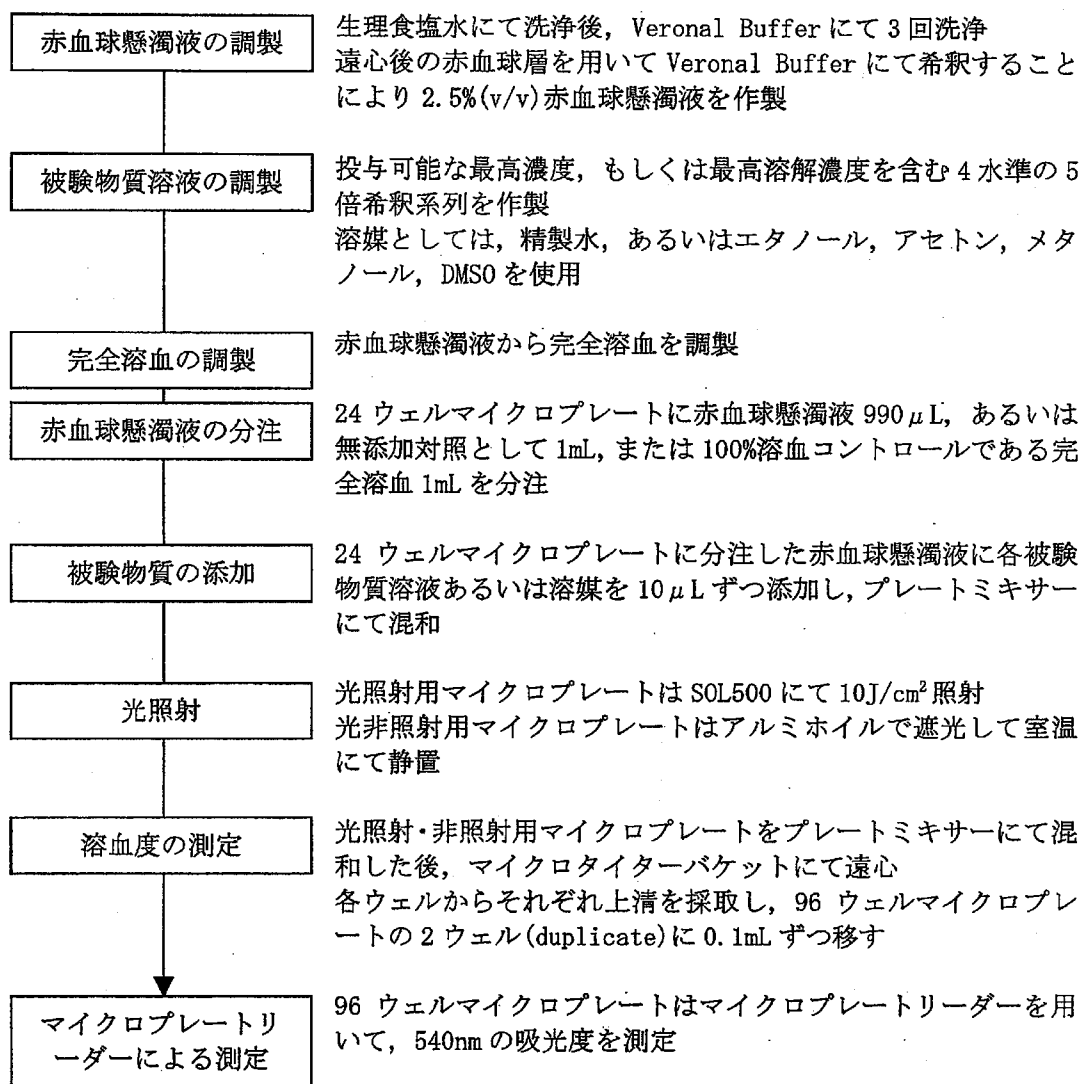 赤血球懸濁液の調製
生理食塩水にて洗浄後, Veronal Buffer にて 3 回洗浄
遠心後の赤血球層を用いて Veronal Buffer にて希釈すること
により 2.5%(v/v)赤血球懸濁液を作製
被験物質溶液の調製
投与可能な最高濃度, もしくは最高溶解濃度を含む 4 水準の 5
倍希釈系列を作製
溶媒としては, 精製水, あるいはエタノール, アセトン, メタ
ノール, DMSO を使用
完全溶血の調製
赤血球懸濁液から完全溶血を調製
赤血球懸濁液の分注
24 ウェルマイクロプレートに赤血球懸濁液 990μL, あるいは
無添加対照として 1mL, または 100%溶血コントロールである完
全溶血 1mL を分注
被験物質の添加
24 ウェルマイクロプレートに分注した赤血球懸濁液に各被験
物質溶液あるいは溶媒を 10μL ずつ添加し, プレートミキサー
にて混和
光照射
光照射用マイクロプレートは SOL500 にて 10J/cm²照射
光非照射用マイクロプレートはアルミホイルで遮光して室温
にて静置
溶血度の測定
光照射・非照射用マイクロプレートをプレートミキサーにて混
和した後, マイクロタイターバケットにて遠心
各ウェルからそれぞれ上清を採取し, 96 ウェルマイクロプレ
ートの 2 ウェル(duplicate)に 0.1mL ずつ移す
マイクロプレートリ
ーダーによる測定
96 ウェルマイクロプレートはマイクロプレートリーダーを用
いて, 540nm の吸光度を測定